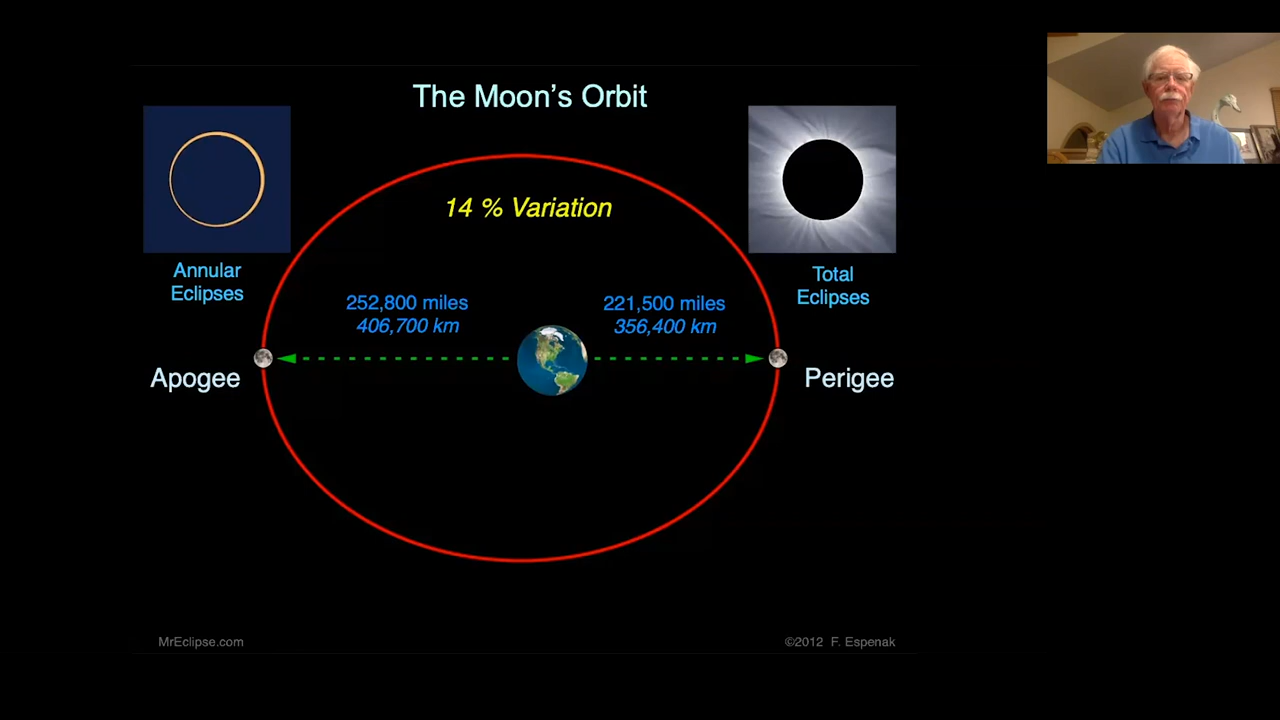 The Moon's Orbit
14 % Variation
Annular
Eclipses
Total
Eclipses
252,800 miles
406,700 km
221,500 miles
356,400 km
Apogee
Perigee
MrEclipse.com
©2012 F. Espenak